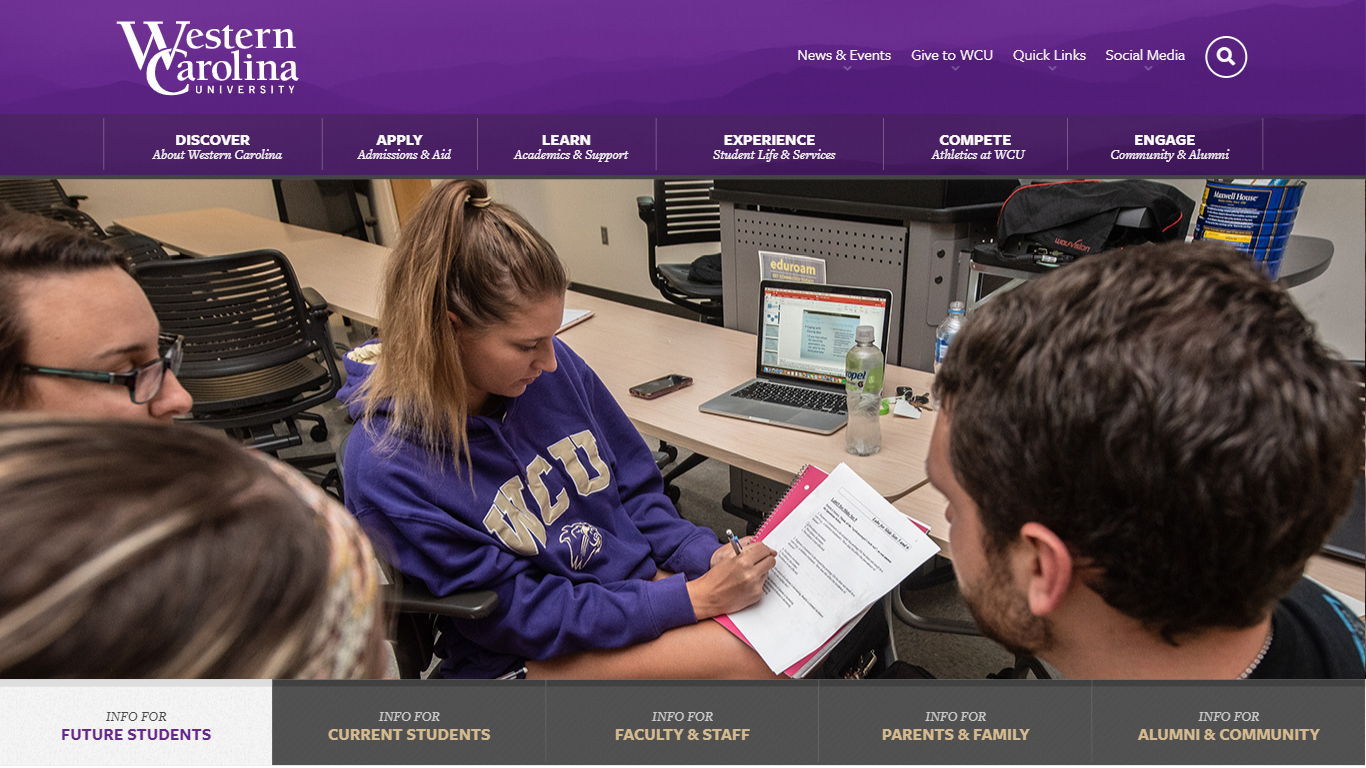 Western
Carolina
UNIVERSITY
News & Events
Give to WCU
Quick Links
Social Media
DISCOVER
About Western Carolina
APPLY
Admissions & Aid
LEARN
Academics & Support
EXPERIENCE
Student Life & Services
COMPETE
Athletics at WCU
ENGAGE
Community & Alumni
Maxwell House
eduroam
WCU
INFO FOR
FUTURE STUDENTS
INFO FOR
CURRENT STUDENTS
INFO FOR
FACULTY & STAFF
INFO FOR
PARENTS & FAMILY
INFO FOR
ALUMNI & COMMUNITY